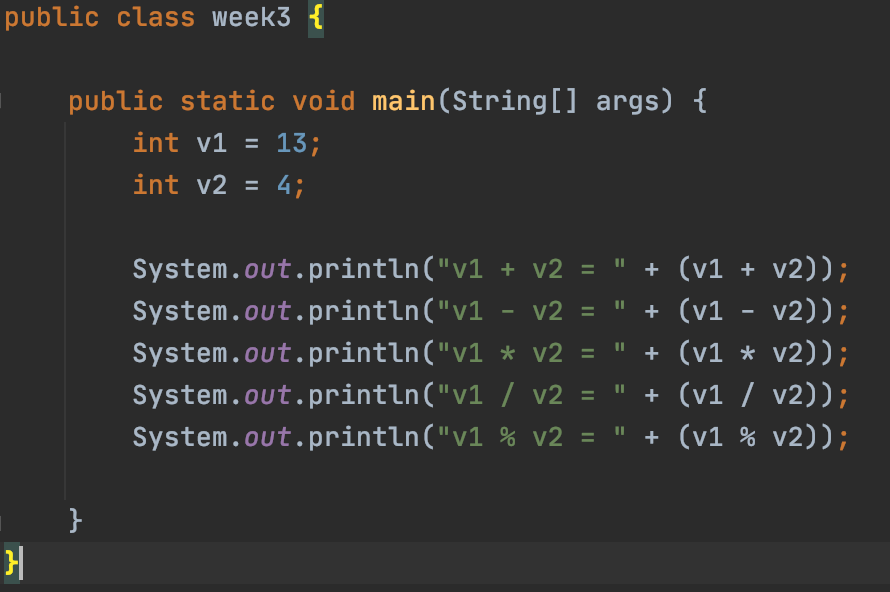 public class week3 {
public static void main(String[] args) {
int v1 = 13;
int v2 = 4;
System.out.println("v1 + v2 = " + (v1 + v2));
System.out.println("v1 - v2 = " + (v1 - v2));
System.out.println("v1 * v2 = " + (v1 * v2));
System.out.println("v1 / v2 = " + (v1 / v2));
System.out.println("v1 % v2 = " + (v1 % v2));
}
}